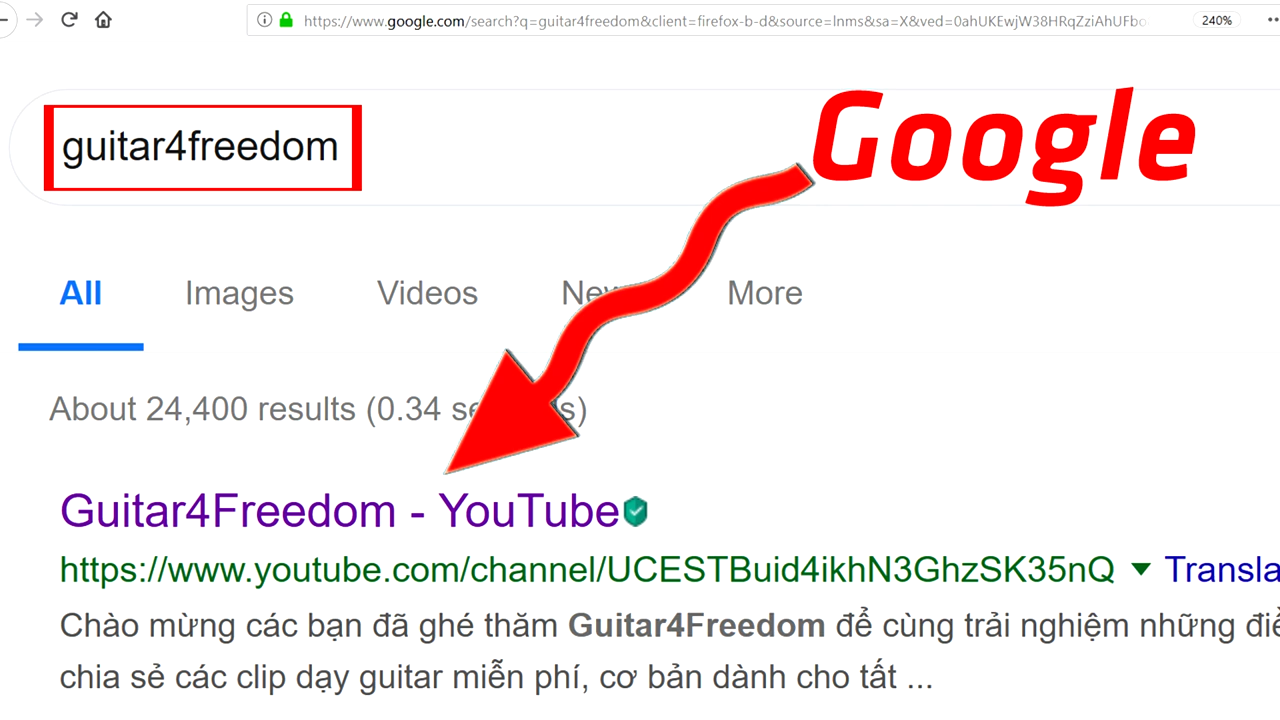 https://www.google.com/search?q=guitar4freedom&client=firefox-b-d&source=lnms&sa=X&ved=0ahUKEwjW38HRqZziAhUFbo
240%
guitar4freedom
Google
All Images Videos More
About 24,400 results (0.34
Guitar4Freedom - YouTube
https://www.youtube.com/channel/UCESTBuid4ikhN3GhzSK35nQ Transla
Chào mừng các bạn đã ghé thăm Guitar4Freedom để cùng trải nghiệm những
chia sẻ các clip dạy guitar miễn phí, cơ bản dành cho tất ...